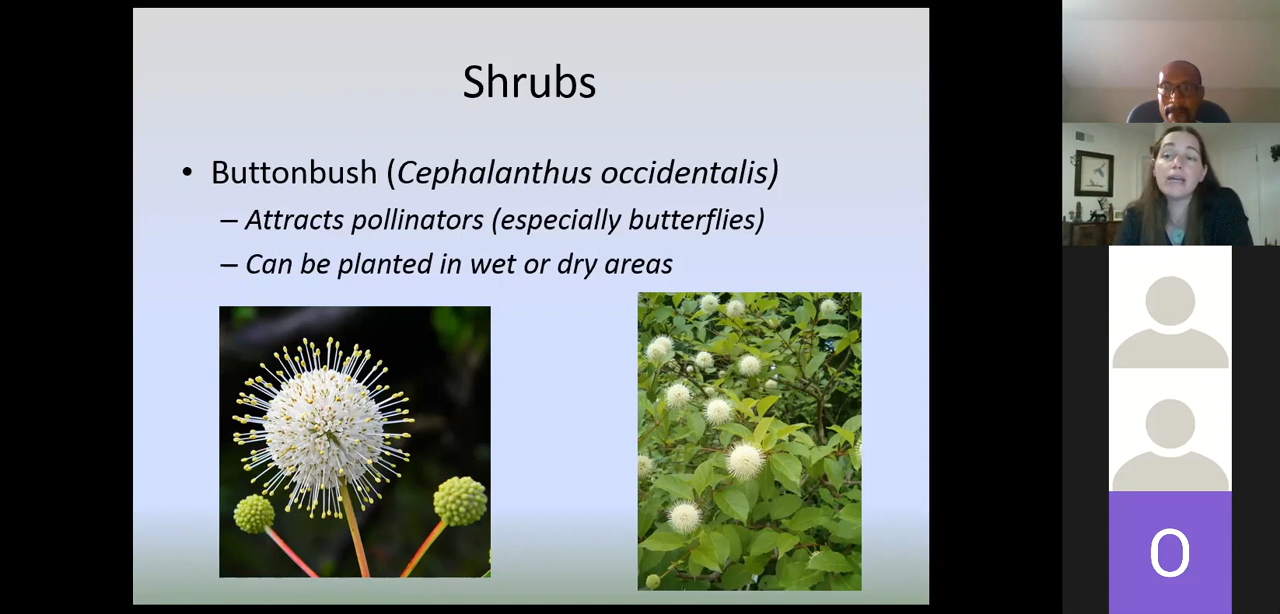 Shrubs
• Buttonbush (Cephalanthus occidentalis)
– Attracts pollinators (especially butterflies)
– Can be planted in wet or dry areas
O